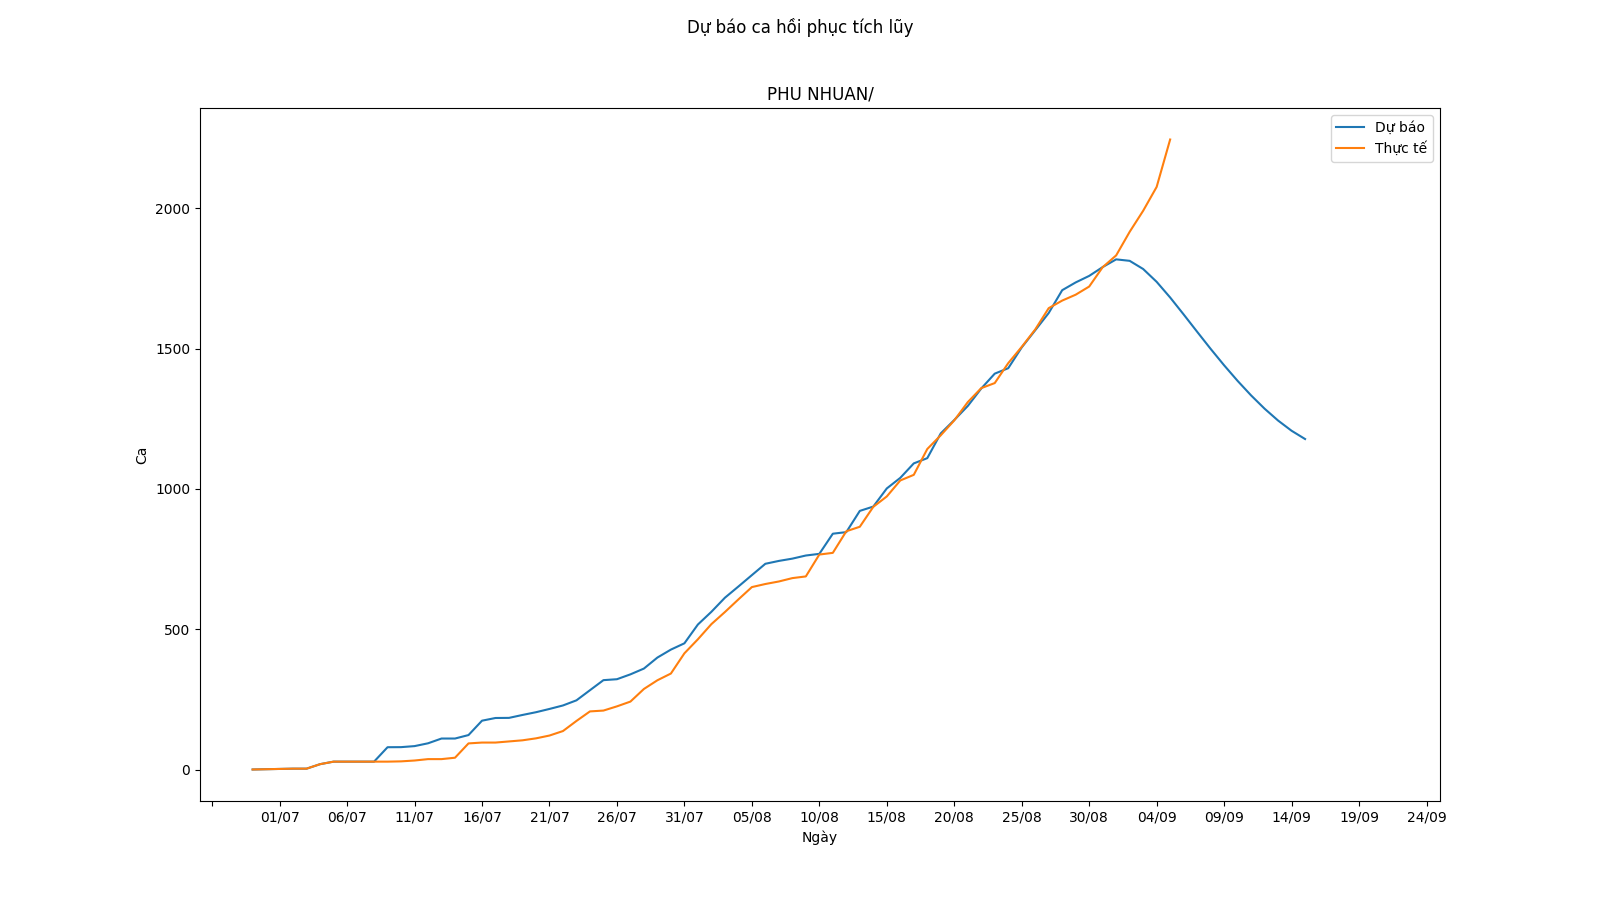 Dự báo ca hồi phục tích lũy
PHU NHUAN/
Dự báo
Thực tế
2000
1500
1000
500
0
Ca
01/07 06/07 11/07 16/07 21/07 26/07 31/07 05/08 10/08 15/08 20/08 25/08 30/08 04/09 09/09 14/09 19/09 24/09
Ngày